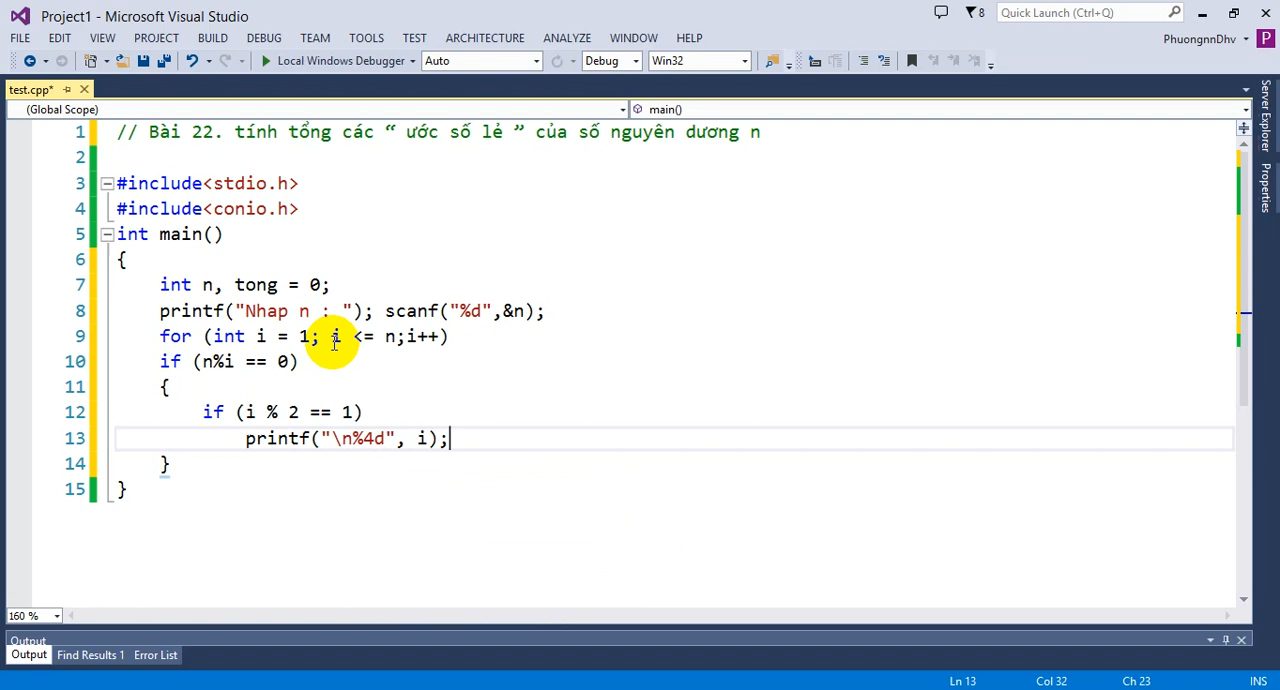 Project1 - Microsoft Visual Studio
8
Quick Launch (Ctrl+Q)
FILE EDIT VIEW PROJECT BUILD DEBUG TEAM TOOLS TEST ARCHITECTURE ANALYZE WINDOW HELP
PhuongnnDhv P
Local Windows Debugger Auto Debug Win32
test.cpp*
(Global Scope) main()
1 // Bài 22. tính tổng các “ ước số lẻ ” của số nguyên dương n
2
3 #include<stdio.h>
4 #include<conio.h>
5 int main()
6 {
7 int n, tong = 0;
8 printf("Nhap n : "); scanf("%d",&n);
9 for (int i = 1; i <= n;i++)
10 if (n%i == 0)
11 {
12 if (i % 2 == 1)
13 printf("\n%4d", i);
14 }
15 }
Server Explorer
Properties
160 %
Output
Output Find Results 1 Error List
Ln 13 Col 32 Ch 23 INS